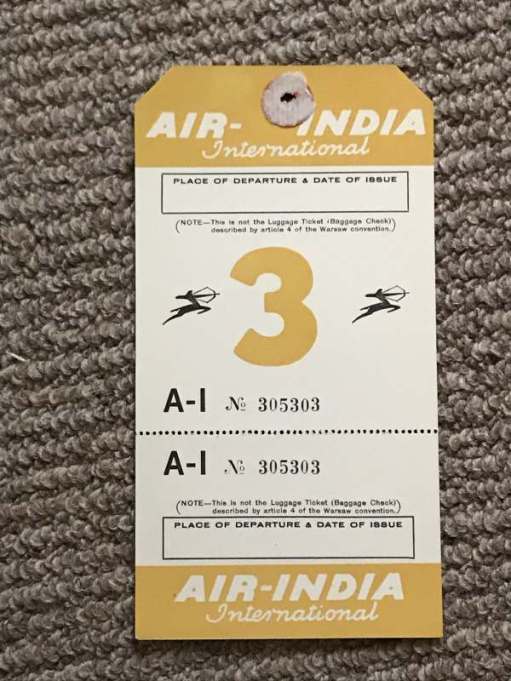 AIR-INDIA
International
PLACE OF DEPARTURE & DATE OF ISSUE
(NOTE—This is not the Luggage Ticket (Baggage Check)
described by article 4 of the Warsaw convention.)
3
A-I № 305303
A-I № 305303
(NOTE—This is not the Luggage Ticket (Baggage Check)
described by article 4 of the Warsaw convention.)
PLACE OF DEPARTURE & DATE OF ISSUE
AIR-INDIA
International